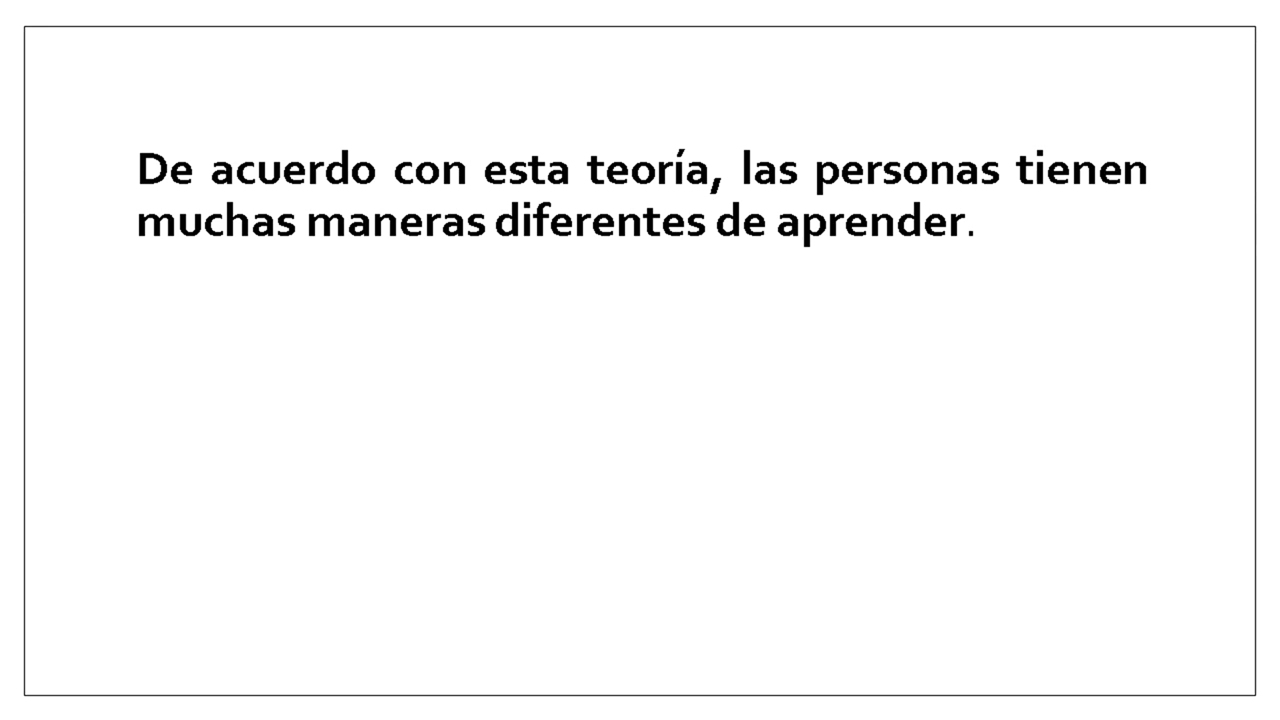 De acuerdo con esta teoría, las personas tienen
muchas maneras diferentes de aprender.